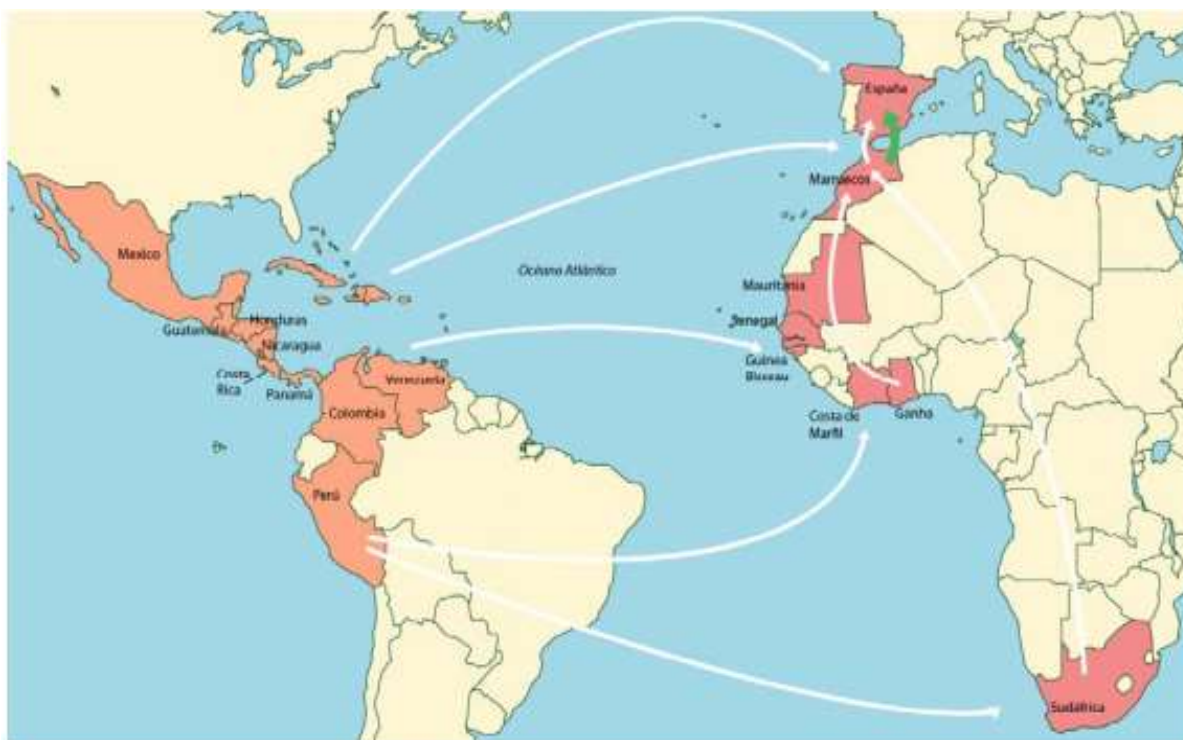 España
Marruecos
Mexico
Océano Atlántico
Mauritania
Senegal
Honduras
Guatemala
Nicaragua
Guinea
Bissau
Costa
Rica
Panamá
Venezuela
Colombia
Costa de
Marfil
Ganha
Perú
Sudáfrica